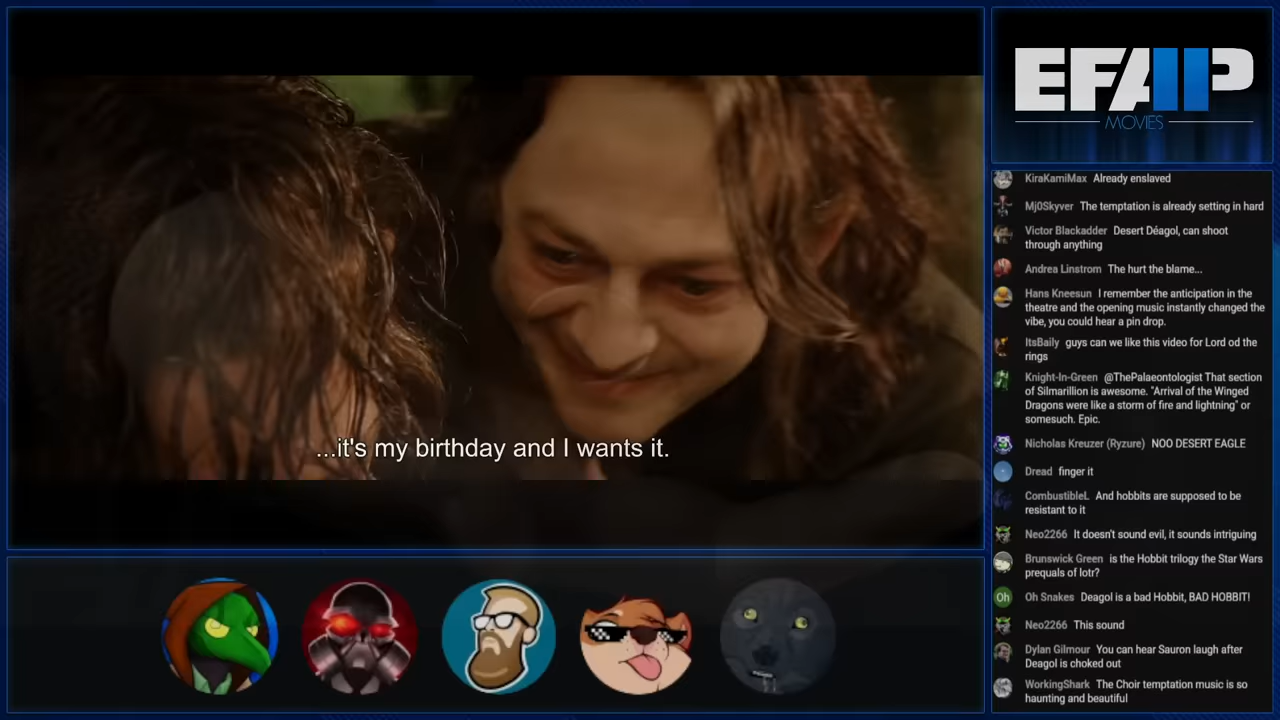 ...it's my birthday and I wants it.
EFAP
MOVIES
KiraKamiMax Already enslaved
Mj0Skyver The temptation is already setting in hard
Victor Blackadder Desert Déagol, can shoot
through anything
Andrea Linstrom The hurt the blame...
Hans Kneesun I remember the anticipation in the
theatre and the opening music instantly changed the
vibe, you could hear a pin drop.
ItsBaily guys can we like this video for Lord od the
rings
Knight-In-Green @ThePalaeontologist That section
of Silmarillion is awesome. "Arrival of the Winged
Dragons were like a storm of fire and lightning" or
somesuch. Epic.
Nicholas Kreuzer (Ryzure) NOO DESERT EAGLE
Dread finger it
CombustibleL And hobbits are supposed to be
resistant to it
Neo2266 It doesn't sound evil, it sounds intriguing
Brunswick Green is the Hobbit trilogy the Star Wars
prequals of lotr?
Oh Oh Snakes Deagol is a bad Hobbit, BAD HOBBIT!
Neo2266 This sound
Dylan Gilmour You can hear Sauron laugh after
Deagol is choked out
WorkingShark The Choir temptation music is so
haunting and beautiful